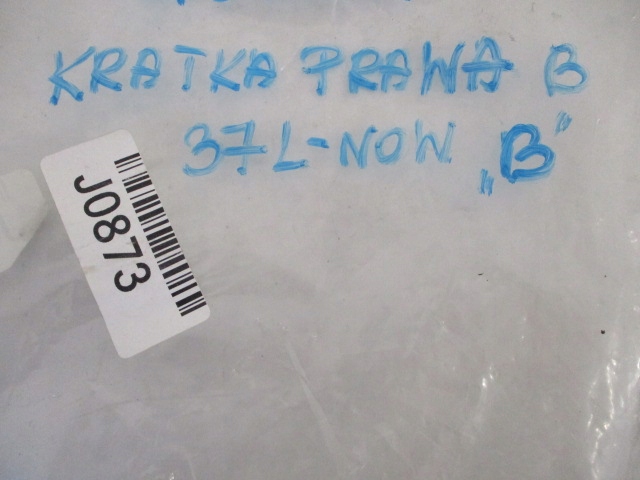 KRATKA PRAWA B
37L-NOW „B"
J0873